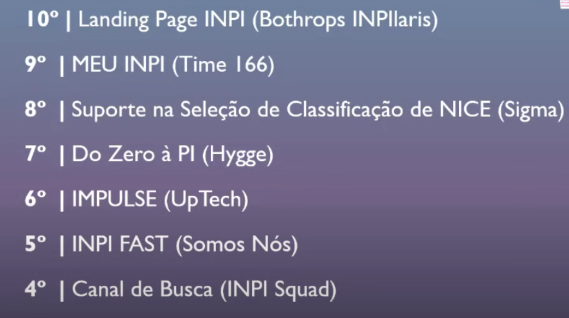 10º | Landing Page INPI (Bothrops INPIlaris)
9º | MEU INPI (Time 166)
8º | Suporte na Seleção de Classificação de NICE (Sigma)
7º | Do Zero à PI (Hygge)
6º | IMPULSE (UpTech)
5º | INPI FAST (Somos Nós)
4º | Canal de Busca (INPI Squad)